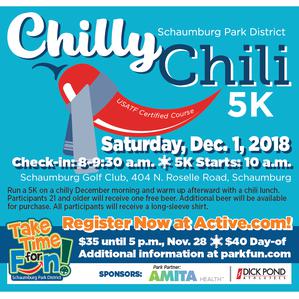 Chilly
Schaumburg Park District
Chili
5K
USATF Certified Course
Saturday, Dec. 1, 2018
Check-in: 8-9:30 a.m. * 5K Starts: 10 a.m.
Schaumburg Golf Club, 404 N. Roselle Road, Schaumburg
Run a 5K on a chilly December morning and warm up afterward with a chili lunch.
Participants 21 and older will receive one free beer. Additional beer will be available
for purchase. All participants will receive a long-sleeve shirt.
Take
Time
for
Fun!
Schaumburg Park District
Register Now at Active.com!
$35 until 5 p.m., Nov. 28 * $40 Day-of
Additional information at parkfun.com
SPONSORS:
Park Partner:
AMITA HEALTH
DICK POND
ATHLETICS